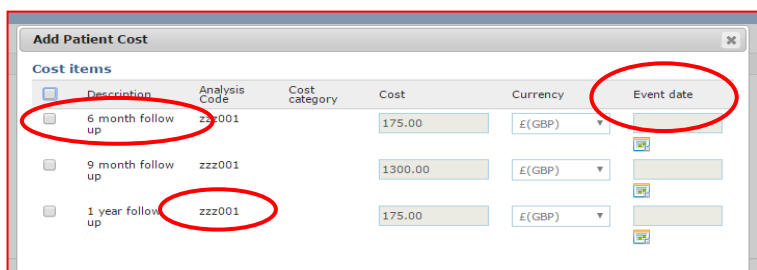 Add Patient Cost
Cost items
Description Analysis Code Cost category Cost Currency Event date
6 month follow up zzz001 175.00 £(GBP)
9 month follow up zzz001 1300.00 £(GBP)
1 year follow up zzz001 175.00 £(GBP)